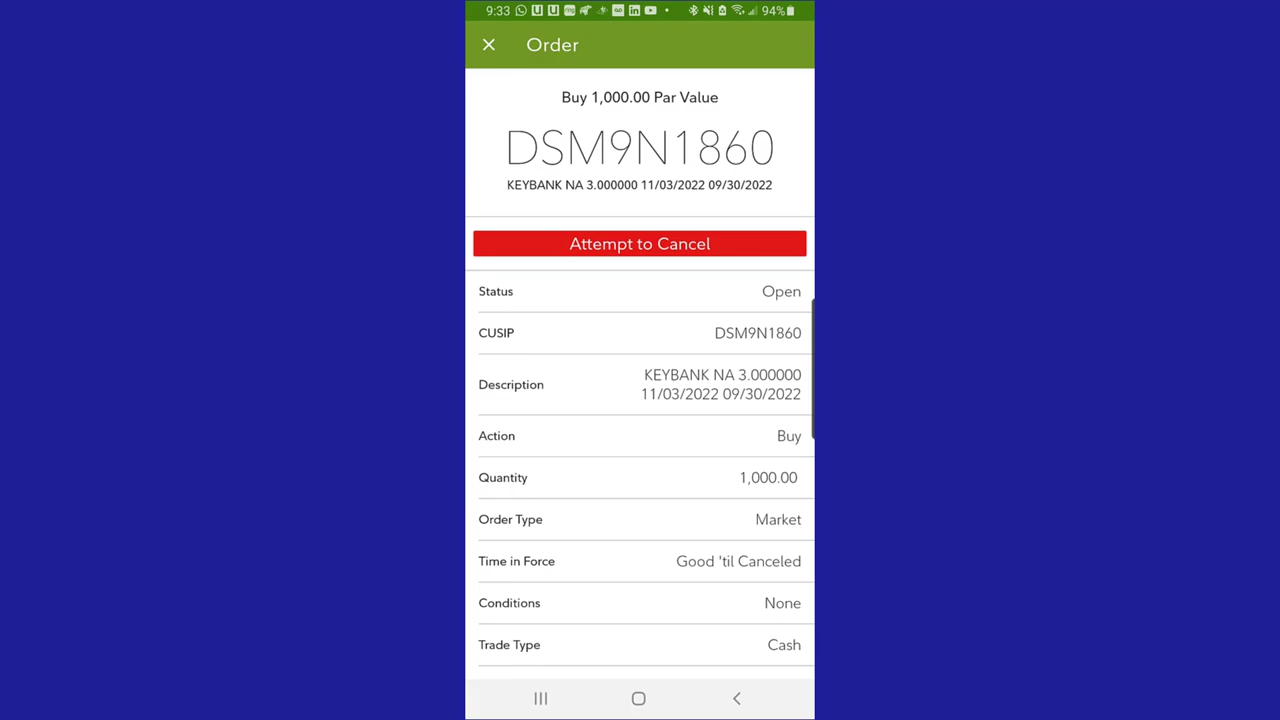 9:33 94%
Order
Buy 1,000.00 Par Value
DSM9N1860
KEYBANK NA 3.000000 11/03/2022 09/30/2022
Attempt to Cancel
Status Open
CUSIP DSM9N1860
Description KEYBANK NA 3.000000
11/03/2022 09/30/2022
Action Buy
Quantity 1,000.00
Order Type Market
Time in Force Good 'til Canceled
Conditions None
Trade Type Cash